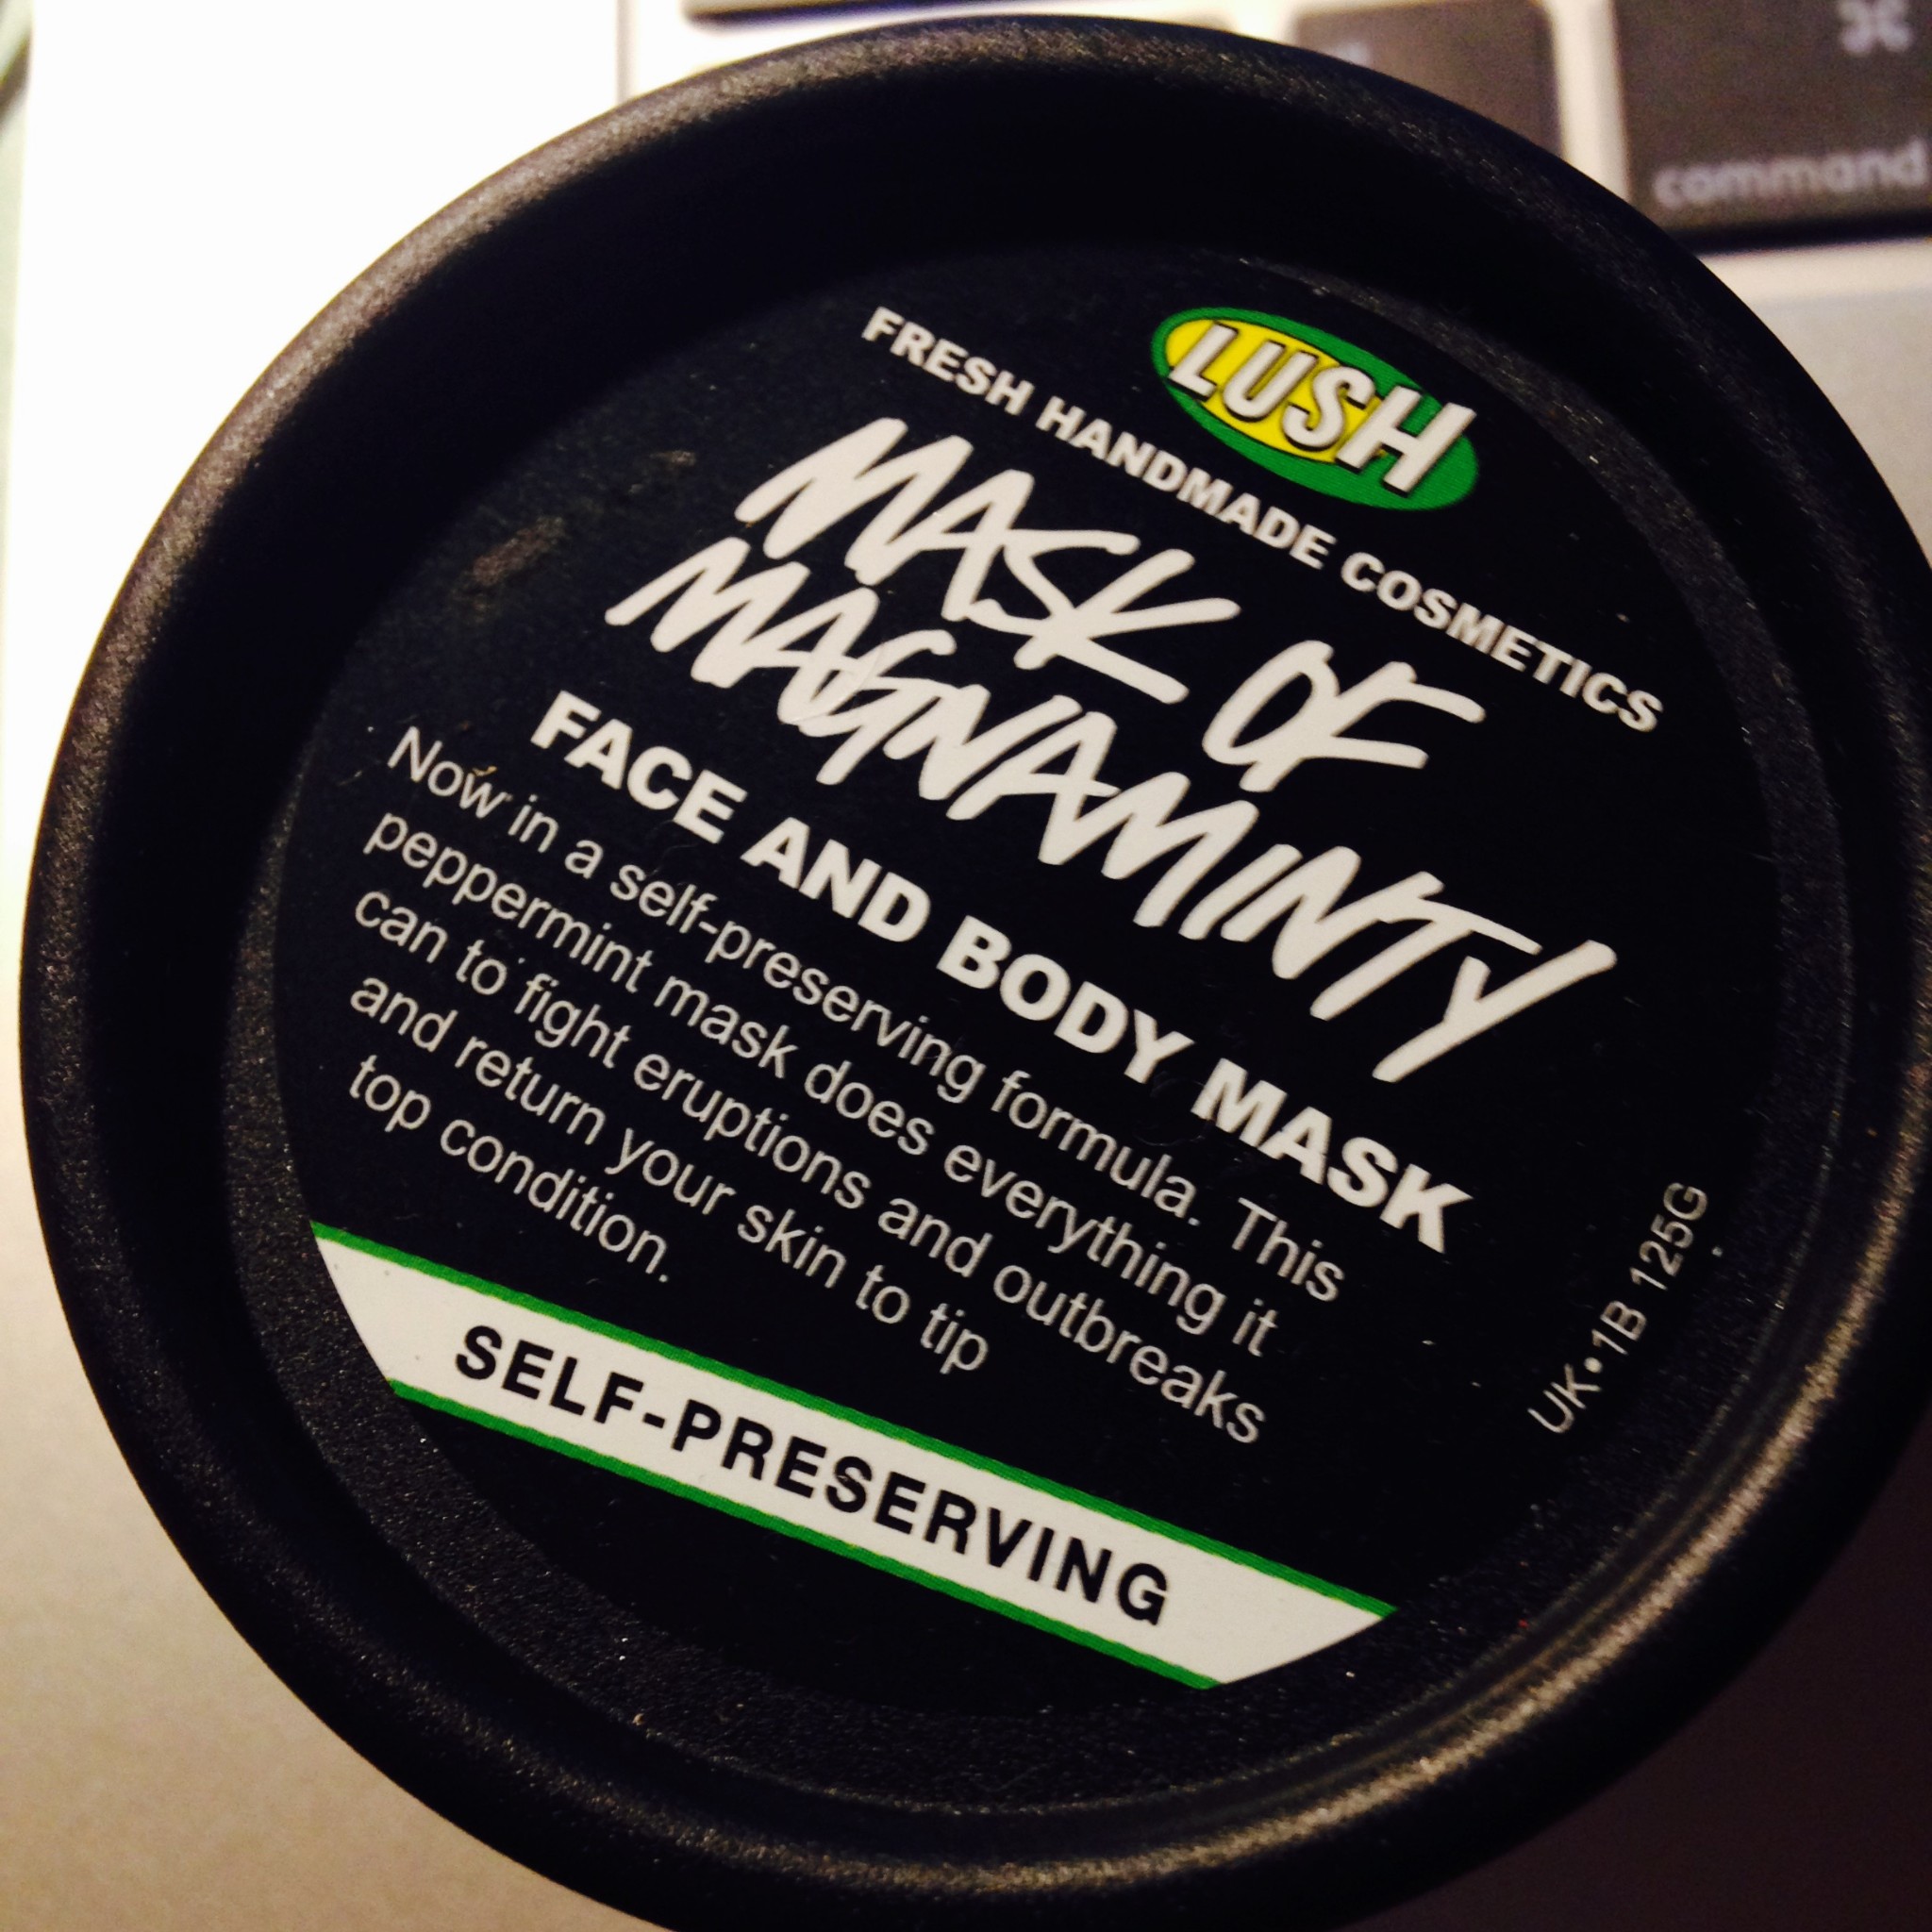 command
LUSH
FRESH HANDMADE COSMETICS
MASK OF
MAGNAMINTY
FACE AND BODY MASK
Now in a self-preserving formula. This
peppermint mask does everything it
can to fight eruptions and outbreaks
and return your skin to tip
top condition.
UK•1B 125G
SELF-PRESERVING